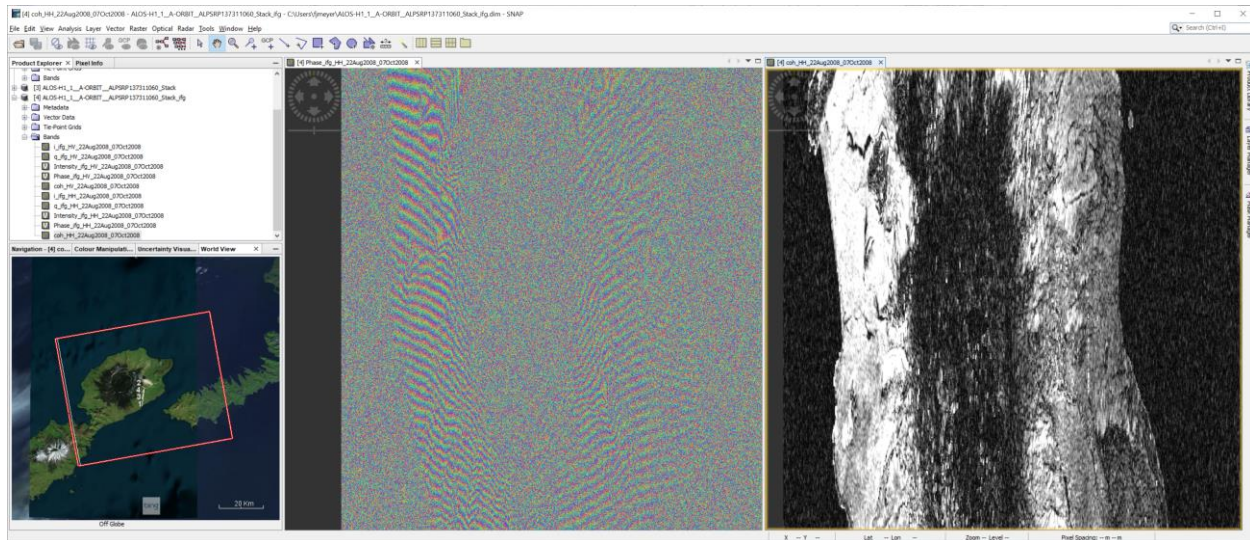 [4] coh_HH_22Aug2008_07Oct2008 - ALOS-H1_1__A-ORBIT__ALPSRP137311060_Stack_ifg - C:\Users\fjmeyer\ALOS-H1_1__A-ORBIT__ALPSRP137311060_Stack_ifg.dim - SNAP
File Edit View Analysis Layer Vector Raster Optical Radar Tools Window Help
Search (Ctrl+I)
Product Explorer Pixel Info
[4] Phase_ifg_HH_22Aug2008_07Oct2008
[4] coh_HH_22Aug2008_07Oct2008
Bands
[3] ALOS-H1_1__A-ORBIT__ALPSRP137311060_Stack
[4] ALOS-H1_1__A-ORBIT__ALPSRP137311060_Stack_ifg
Metadata
Vector Data
Tie-Point Grids
Bands
i_ifg_HV_22Aug2008_07Oct2008
q_ifg_HV_22Aug2008_07Oct2008
Intensity_ifg_HV_22Aug2008_07Oct2008
Phase_ifg_HV_22Aug2008_07Oct2008
coh_HV_22Aug2008_07Oct2008
i_ifg_HH_22Aug2008_07Oct2008
q_ifg_HH_22Aug2008_07Oct2008
Intensity_ifg_HH_22Aug2008_07Oct2008
Phase_ifg_HH_22Aug2008_07Oct2008
coh_HH_22Aug2008_07Oct2008
Navigation - [4] co... Colour Manipulati... Uncertainty Visua... World View
bing
20 Km
Off Globe
X -- Y -- Lat -- Lon -- Zoom -- Level -- Pixel Spacing: -- m -- m